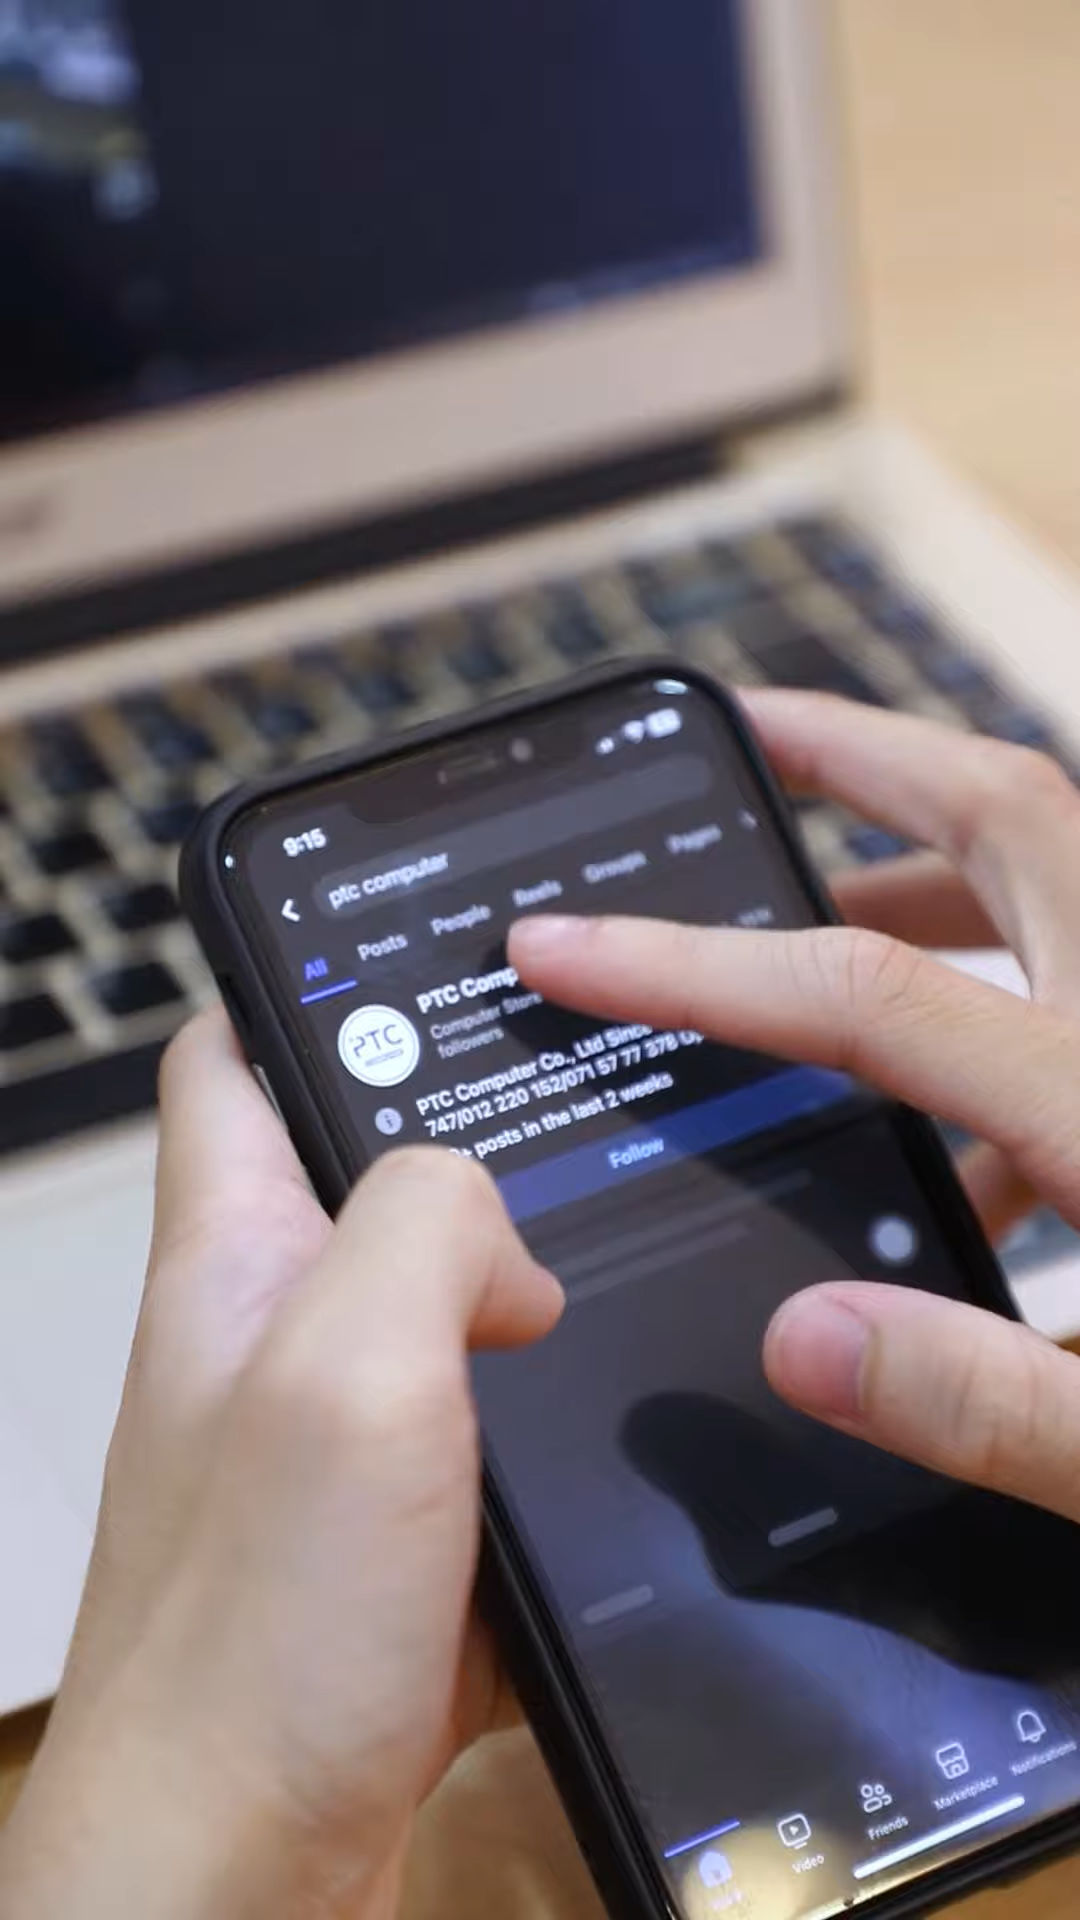 9:15
ptc computer
All Posts People Reels Groups Pages
PTC Comp
Computer Store
followers
PTC
PTC Computer Co., Ltd Since
747/012 220 152/071 57 77 378
posts in the last 2 weeks
Follow
Video Friends Marketplace Notifications